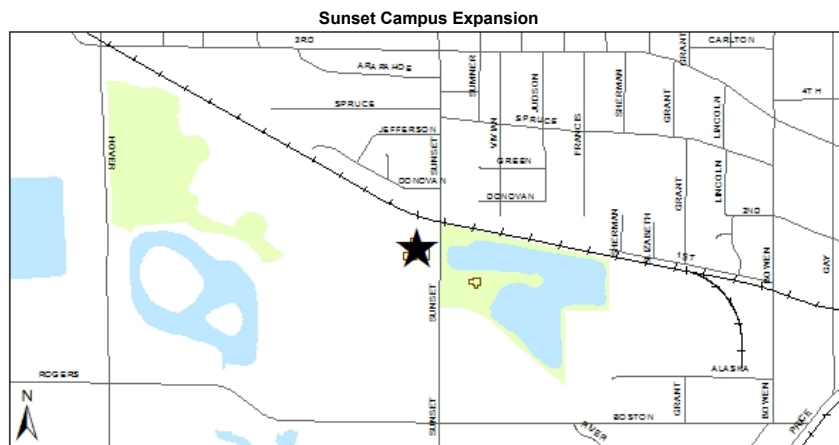 Sunset Campus Expansion
3RD
CARLTON
ARAPAHOE
SUMNER
JUDSON
SHERMAN
GRANT
GRANT
4TH
SPRUCE
LINCOLN
SPRUCE
JEFFERSON
VIVIAN
FRANCIS
HOVER
SUNSET
GREEN
DONOVAN
DONOVAN
GRANT
LINCOLN
2ND
SHERMAN
ELIZABETH
1ST
BOWEN
GAY
SUNSET
ROGERS
ALASKA
N
SUNSET
GRANT
BOWEN
BOSTON
RIVER
PRICE